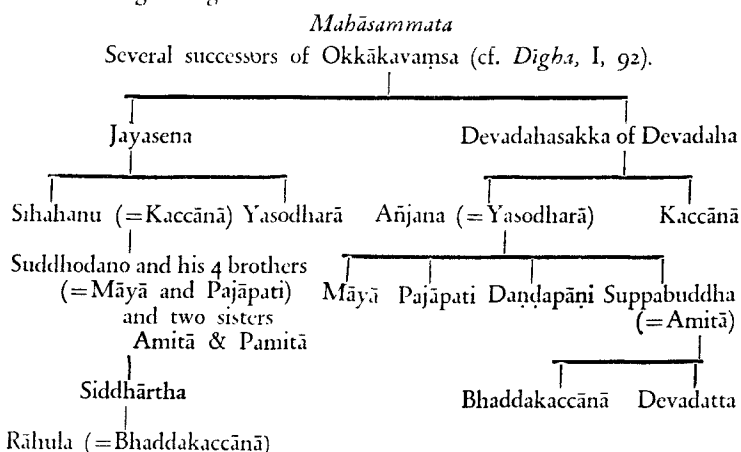 Mahāsammata
Several successors of Okkākavaṃsa (cf. Dīgha, I, 92).
Jayasena Devadahasakka of Devadaha
Sīhahanu (=Kaccānā) Yasodharā Añjana (=Yasodharā) Kaccānā
Suddhodano and his 4 brothers
(=Māyā and Pajāpati)
and two sisters
Amitā & Pamitā
Māyā Pajāpati Daṇḍapāṇi Suppabuddha
(=Amitā)
Siddhārtha
Bhaddakaccānā Devadatta
Rāhula (=Bhaddakaccānā)